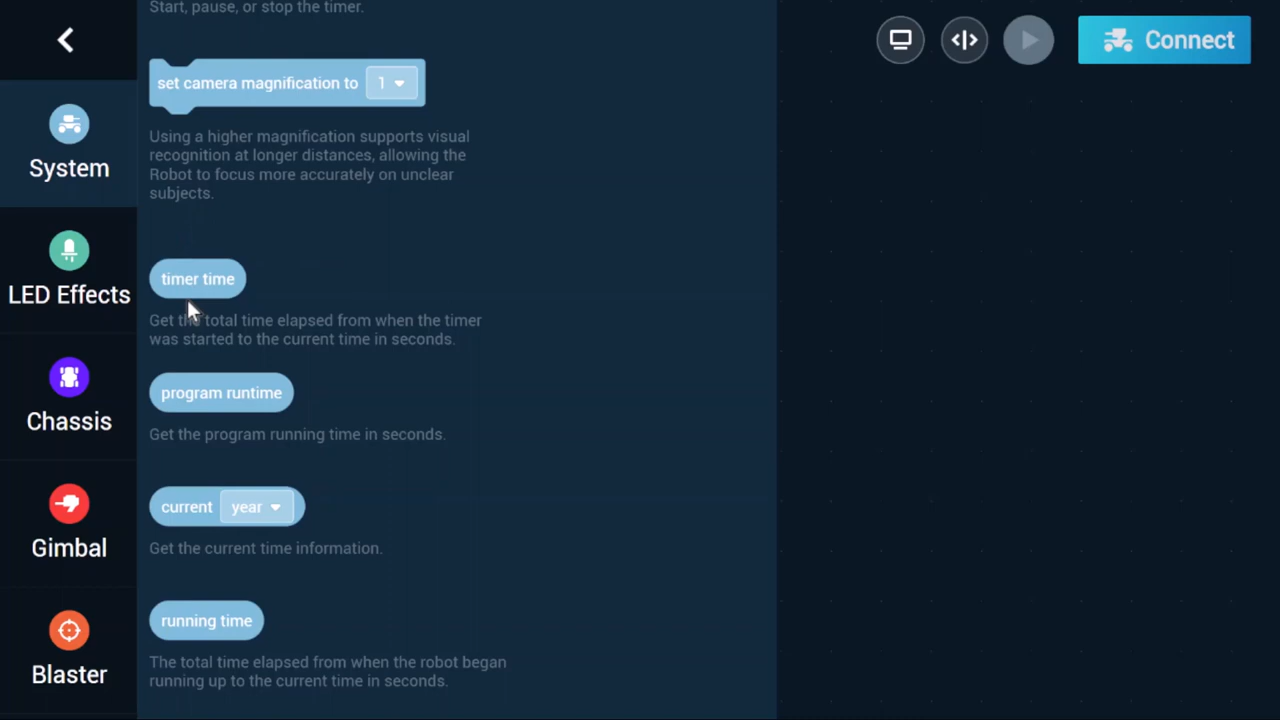 Start, pause, or stop the timer.
Connect
set camera magnification to 1
System
Using a higher magnification supports visual
recognition at longer distances, allowing the
Robot to focus more accurately on unclear
subjects.
LED Effects
timer time
Get the total time elapsed from when the timer
was started to the current time in seconds.
Chassis
program runtime
Get the program running time in seconds.
Gimbal
current year
Get the current time information.
Blaster
running time
The total time elapsed from when the robot began
running up to the current time in seconds.